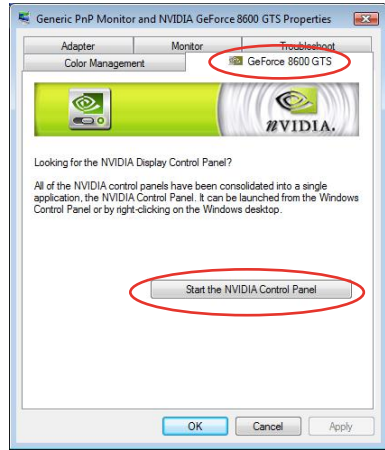 Generic PnP Monitor and NVIDIA GeForce 8600 GTS Properties
Adapter Monitor Troubleshoot
Color Management GeForce 8600 GTS
NVIDIA.
Looking for the NVIDIA Display Control Panel?
All of the NVIDIA control panels have been consolidated into a single
application, the NVIDIA Control Panel. It can be launched from the Windows
Control Panel or by right-clicking on the Windows desktop.
Start the NVIDIA Control Panel
OK Cancel Apply